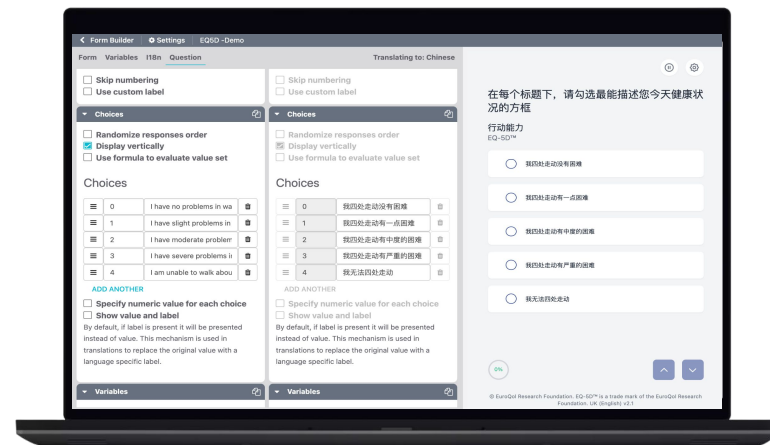 Form Builder Settings EQ5D -Demo
Form Variables I18n Question Translating to: Chinese
Skip numbering
Use custom label
Choices
Randomize responses order
Display vertically
Use formula to evaluate value set
Choices
0 I have no problems in wa
1 I have slight problems in
2 I have moderate problem
3 I have severe problems i
4 I am unable to walk abou
ADD ANOTHER
Specify numeric value for each choice
Show value and label
By default, if label is present it will be presented
instead of value. This mechanism is used in
translations to replace the original value with a
language specific label.
Variables
Skip numbering
Use custom label
Choices
Randomize responses order
Display vertically
Use formula to evaluate value set
Choices
0 我四处走动没有困难
1 我四处走动有一点困难
2 我四处走动有中度的困难
3 我四处走动有严重的困难
4 我无法四处走动
ADD ANOTHER
Specify numeric value for each choice
Show value and label
By default, if label is present it will be presented
instead of value. This mechanism is used in
translations to replace the original value with a
language specific label.
Variables
在每个标题下，请勾选最能描述您今天健康状
况的方框
行动能力
EQ-5D™
我四处走动没有困难
我四处走动有一点困难
我四处走动有中度的困难
我四处走动有严重的困难
我无法四处走动
0%
© EuroQol Research Foundation. EQ-5D™ is a trade mark of the EuroQol Research
Foundation. UK (English) v2.1